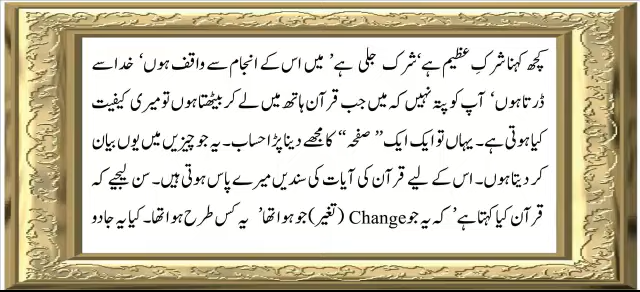 کچھ کہنا شرکِ عظیم ہے‘ شرک جلی ہے’ میں اس کے انجام سے واقف ہوں‘ خدا سے
ڈرتا ہوں‘ آپ کو پتہ نہیں کہ میں جب قرآن ہاتھ میں لے کر بیٹھتا ہوں تو میری کیفیت
کیا ہوتی ہے۔ یہاں تو ایک ایک ”صفحہ“ کا مجھے دینا پڑا حساب۔ یہ جو چیزیں میں یوں بیان
کر دیتا ہوں۔ اس کے لیے قرآن کی آیات کی سندیں میرے پاس ہوتی ہیں۔ سن لیجیے کہ
قرآن کیا کہتا ہے’ کہ یہ جو Change (تغیر) جو ہوا تھا’ یہ کس طرح ہوا تھا۔ کیا یہ جادو